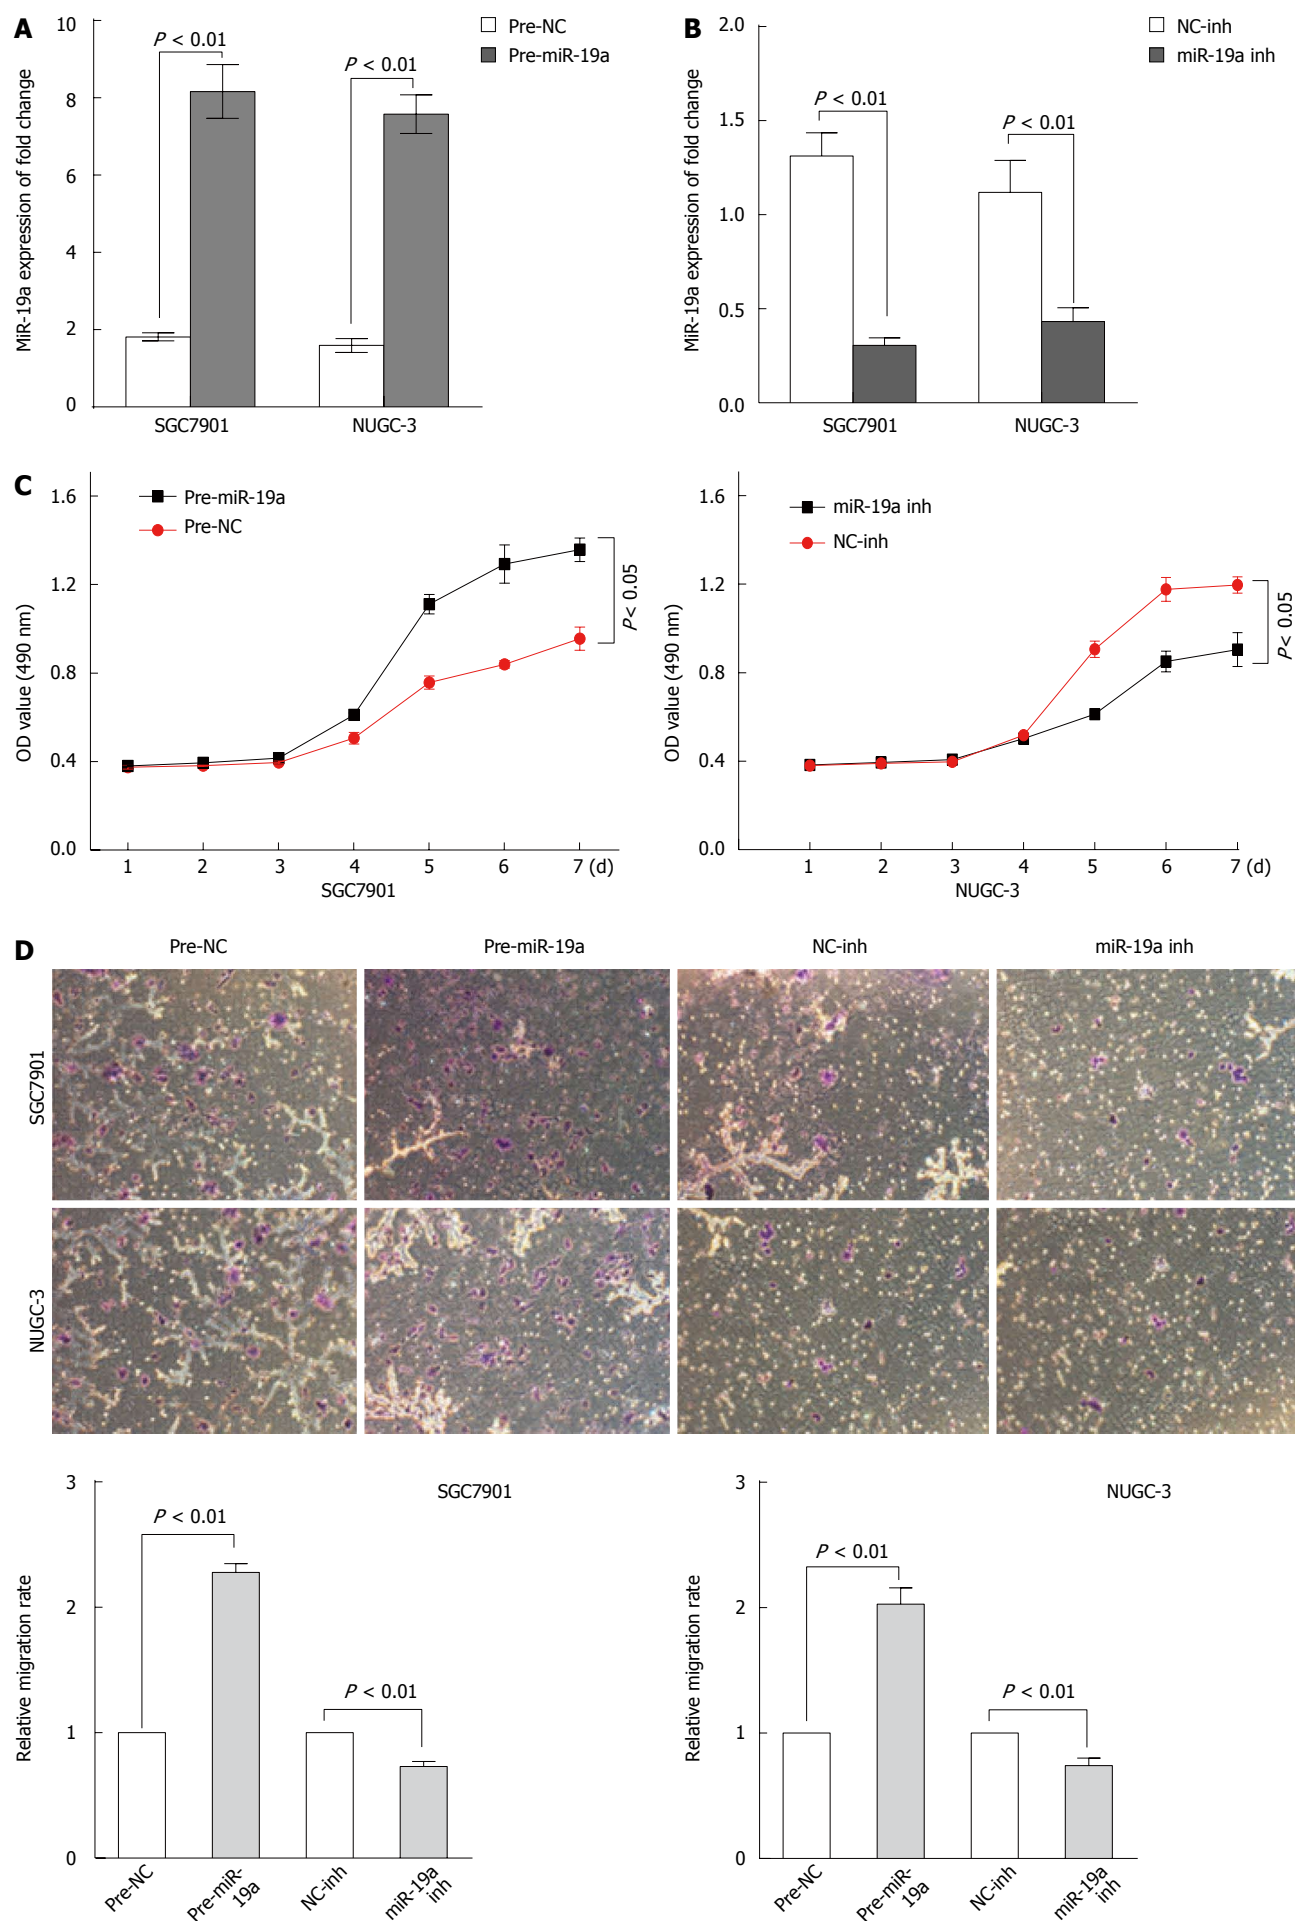 A
MiR-19a expression of fold change
10
8
6
4
2
0
P < 0.01
P < 0.01
Pre-NC
Pre-miR-19a
SGC7901
NUGC-3
B
MiR-19a expression of fold change
2.0
1.5
1.0
0.5
0.0
P < 0.01
P < 0.01
NC-inh
miR-19a inh
SGC7901
NUGC-3
C
OD value (490 nm)
1.6
1.2
0.8
0.4
0.0
Pre-miR-19a
Pre-NC
P < 0.05
1 2 3 4 5 6 7 (d)
SGC7901
OD value (490 nm)
1.6
1.2
0.8
0.4
0.0
miR-19a inh
NC-inh
P < 0.05
1 2 3 4 5 6 7 (d)
NUGC-3
D
Pre-NC Pre-miR-19a NC-inh miR-19a inh
SGC7901
NUGC-3
Relative migration rate
3
2
1
0
SGC7901
P < 0.01
P < 0.01
Pre-NC
Pre-miR-
19a
NC-inh
miR-19a
inh
Relative migration rate
3
2
1
0
NUGC-3
P < 0.01
P < 0.01
Pre-NC
Pre-miR-
19a
NC-inh
miR-19a
inh